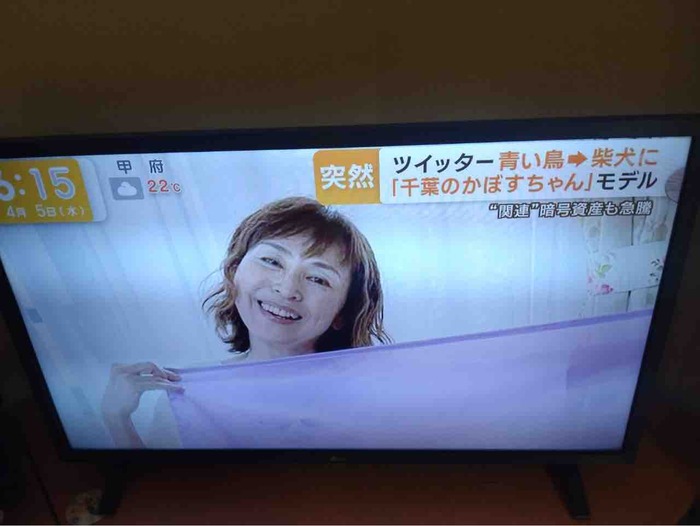 6:15
4月 5日(水)
甲 府
22℃
突然
ツイッター 青い鳥➡柴犬に
「千葉のかぼすちゃん」モデル
“関連”暗号資産も急騰